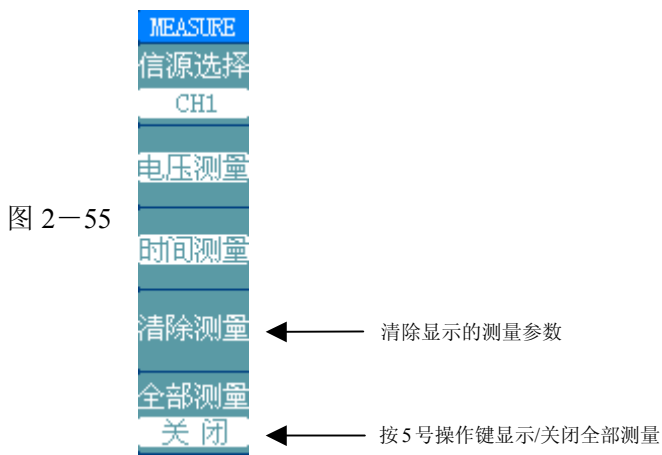 MEASURE
信源选择
CH1
电压测量
图 2－55
时间测量
清除测量
清除显示的测量参数
全部测量
关 闭
按5号操作键显示/关闭全部测量